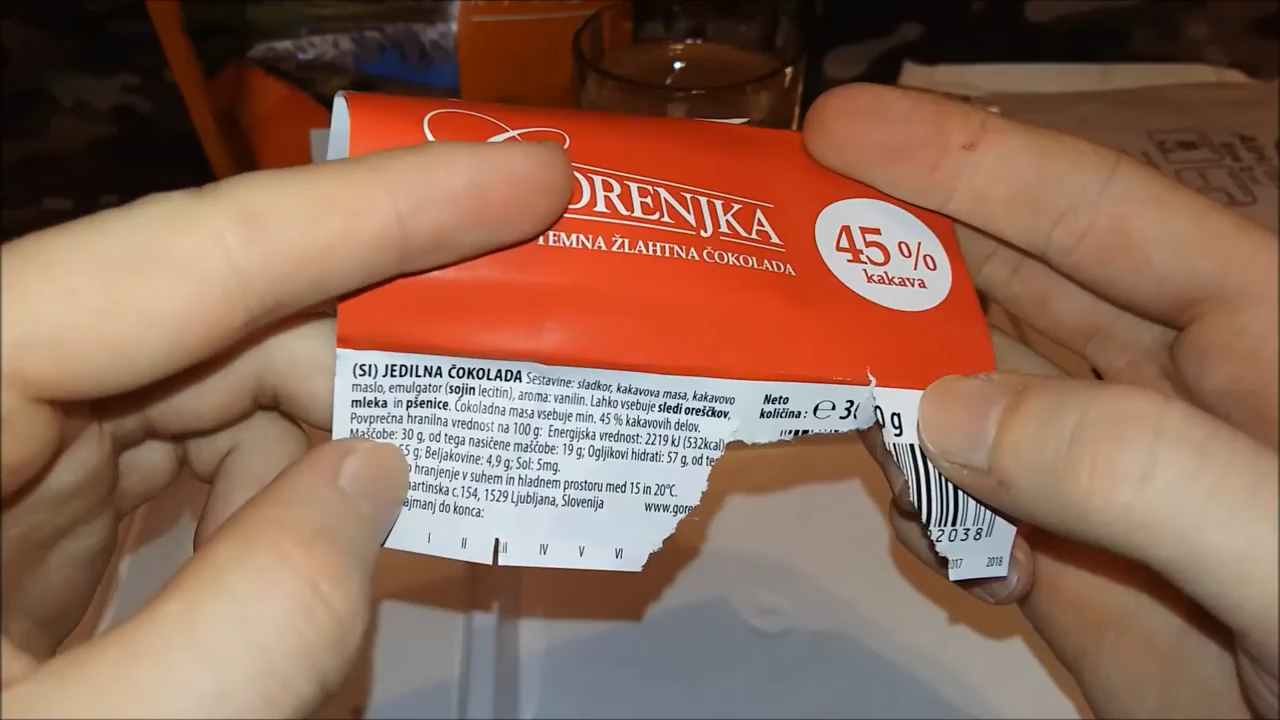 ORENJKA
TEMNA ŽLAHTNA ČOKOLADA
45%
kakava
(SI) JEDILNA ČOKOLADA Sestavine: sladkor, kakavova masa, kakavovo
maslo, emulgator (sojin lecitin), aroma: vanilin. Lahko vsebuje sledi oreščkov,
mleka in pšenice. Čokoladna masa vsebuje min. 45 % kakavovih delov.
Povprečna hranilna vrednost na 100 g: Energijska vrednost: 2219 kJ (532kcal)
Maščobe: 30 g, od tega nasičene maščobe: 19 g; Ogljikovi hidrati: 57 g, od te
5 g; Beljakovine: 4,9 g; Sol: 5mg.
hranjenje v suhem in hladnem prostoru med 15 in 20°C.
artinska c.154, 1529 Ljubljana, Slovenija www.gore
ajmanj do konca:
I II III IV V VI
Neto
količina : e 30 g
2038
2017 2018